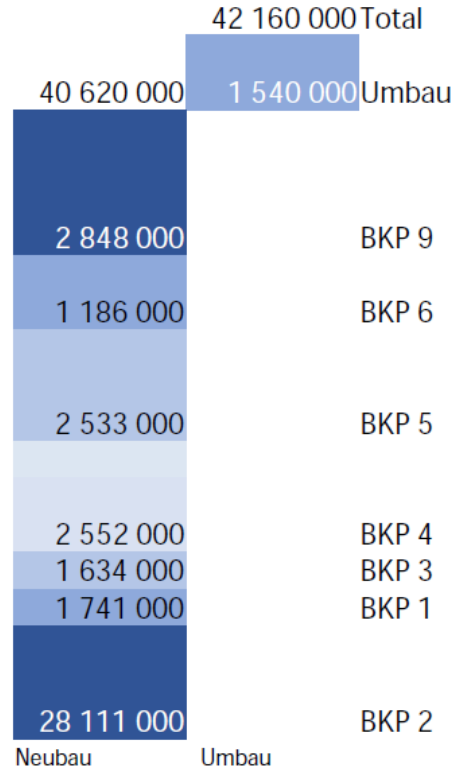 42 160 000 Total
40 620 000 1 540 000 Umbau
2 848 000 BKP 9
1 186 000 BKP 6
2 533 000 BKP 5
2 552 000 BKP 4
1 634 000 BKP 3
1 741 000 BKP 1
28 111 000 BKP 2
Neubau Umbau